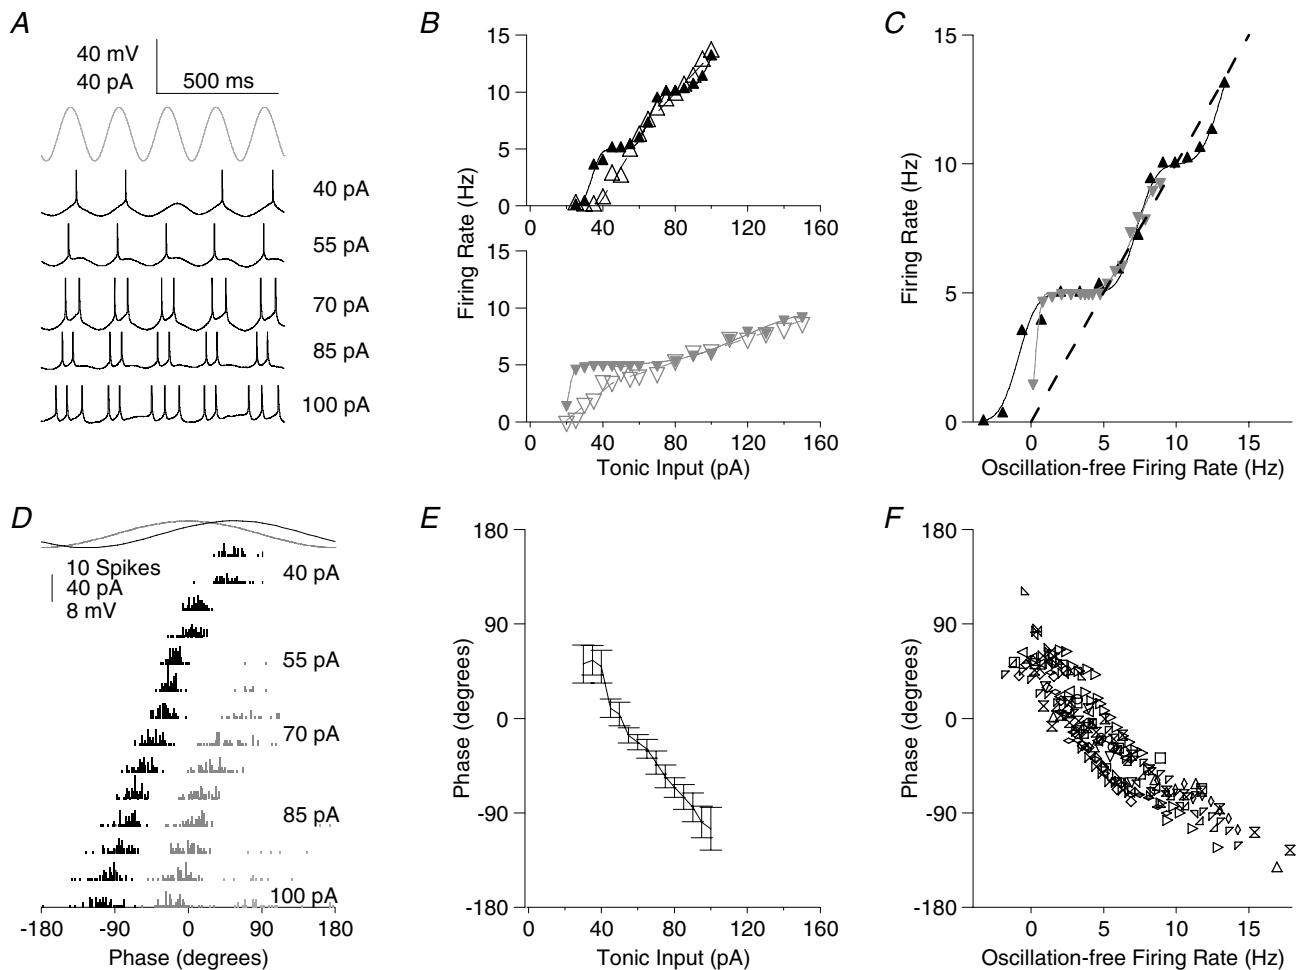 A
40 mV
40 pA
500 ms
40 pA
55 pA
70 pA
85 pA
100 pA
B
15
10
5
0
0 40 80 120 160
Firing Rate (Hz)
15
10
5
0
0 40 80 120 160
Tonic Input (pA)
C
15
10
5
0
Firing Rate (Hz)
0 5 10 15
Oscillation-free Firing Rate (Hz)
D
10 Spikes
40 pA
8 mV
40 pA
55 pA
70 pA
85 pA
100 pA
-180 -90 0 90 180
Phase (degrees)
E
180
90
0
-90
-180
Phase (degrees)
0 40 80 120 160
Tonic Input (pA)
F
180
90
0
-90
-180
Phase (degrees)
0 5 10 15
Oscillation-free Firing Rate (Hz)